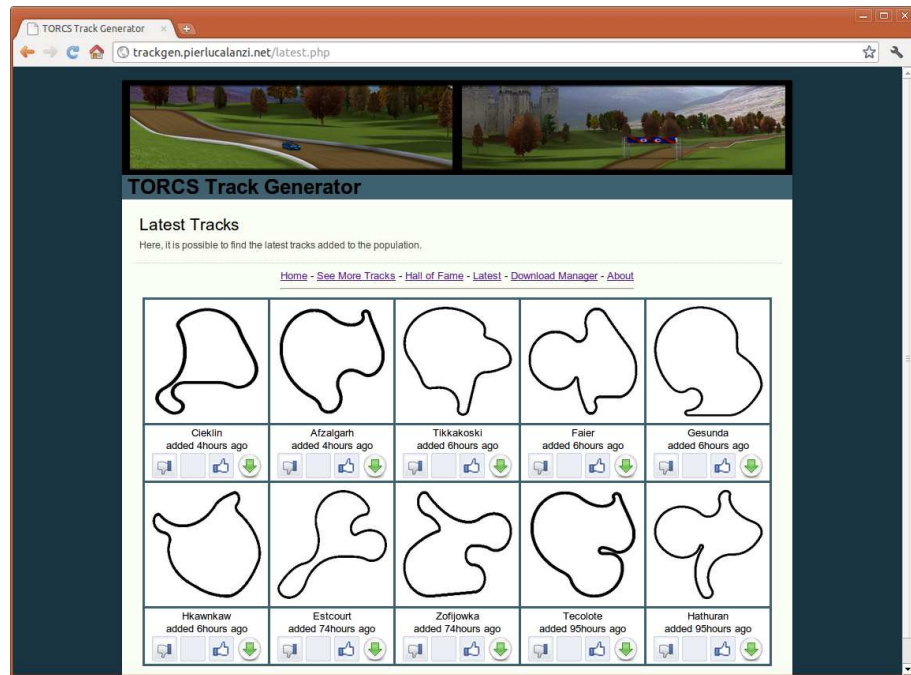 TORCS Track Generator
trackgen.pierlucalanzi.net/latest.php
TORCS Track Generator
Latest Tracks
Here, it is possible to find the latest tracks added to the population.
Home - See More Tracks - Hall of Fame - Latest - Download Manager - About
Cieklin Afzalgarh Tikkakoski Faier Gesunda
added 4hours ago added 4hours ago added 6hours ago added 6hours ago added 6hours ago
Hkawnkaw Estcourt Zofijowka Tecolote Hathuran
added 6hours ago added 74hours ago added 74hours ago added 95hours ago added 95hours ago